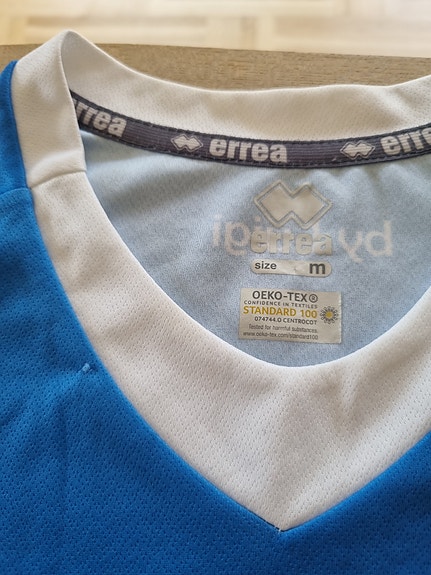 errea errea errea
errea
size m
OEKO-TEX®
CONFIDENCE IN TEXTILES
STANDARD 100
074744.O CENTROCOT
Tested for harmful substances.
www.oeko-tex.com/standard100